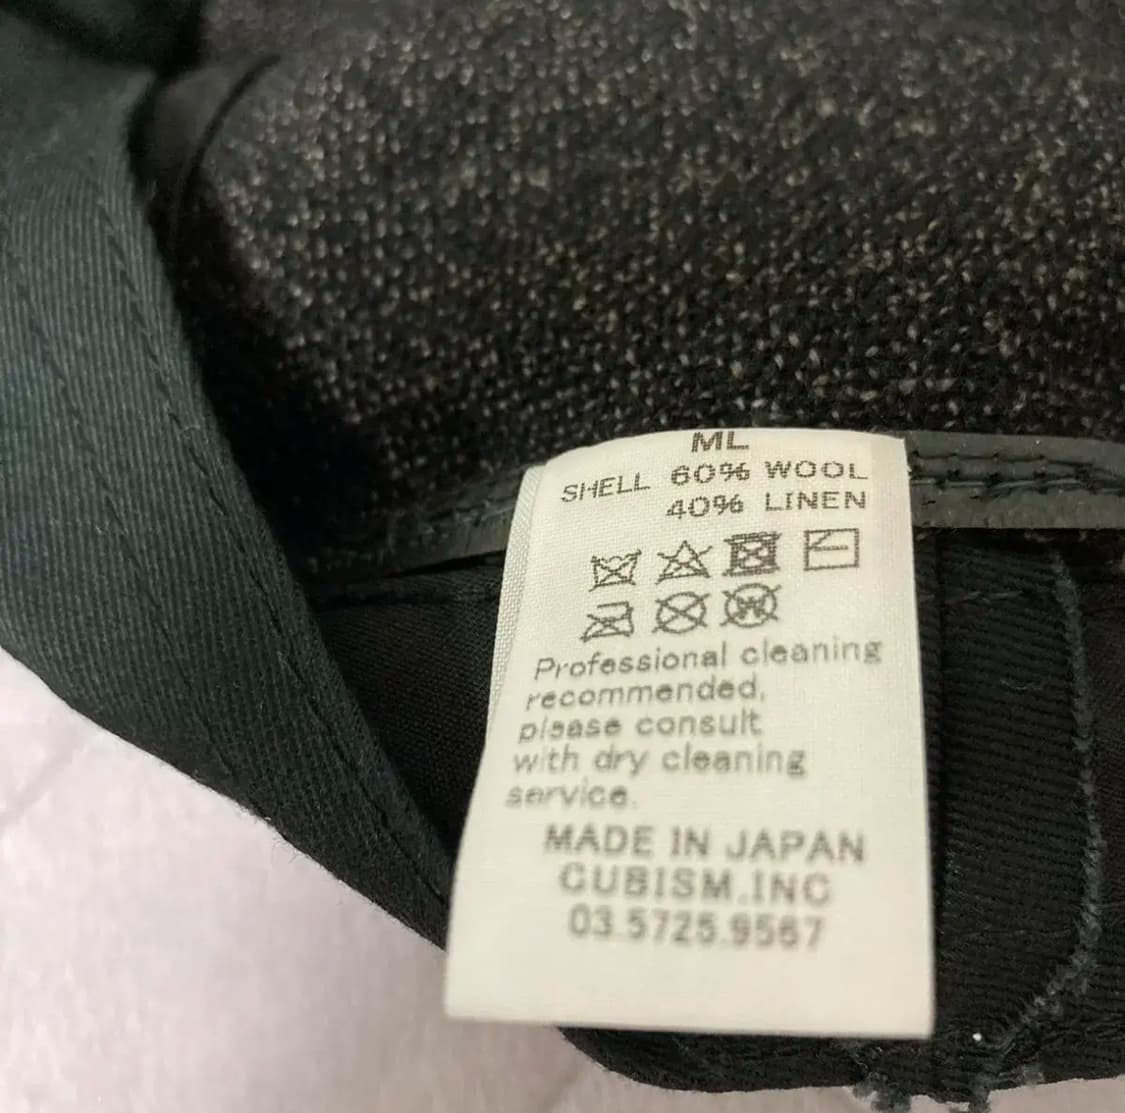 ML
SHELL 60% WOOL
40% LINEN
W
Professional cleaning
recommended,
please consult
with dry cleaning
service.
MADE IN JAPAN
CUBISM.INC
03.5725.9567